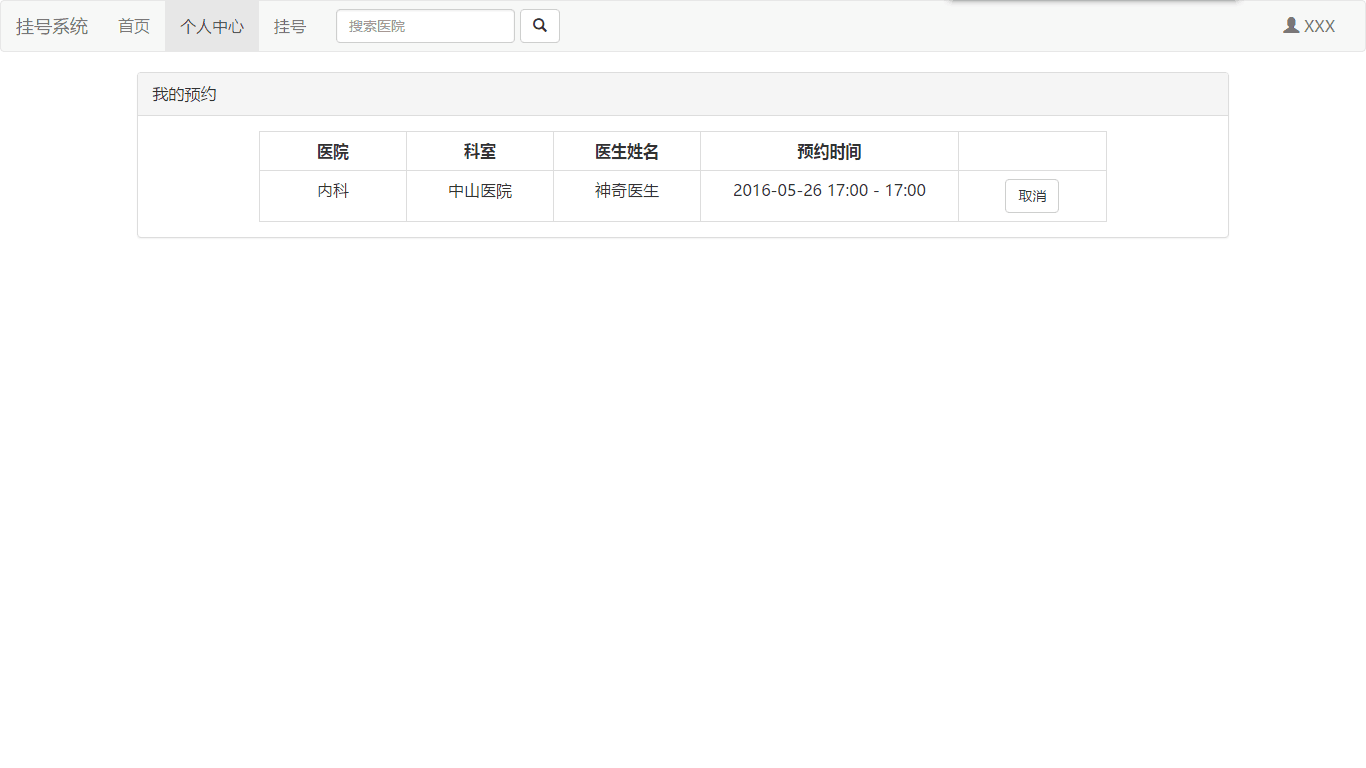 挂号系统 首页 个人中心 挂号 搜索医院 XXX
我的预约
医院 科室 医生姓名 预约时间
内科 中山医院 神奇医生 2016-05-26 17:00 - 17:00 取消